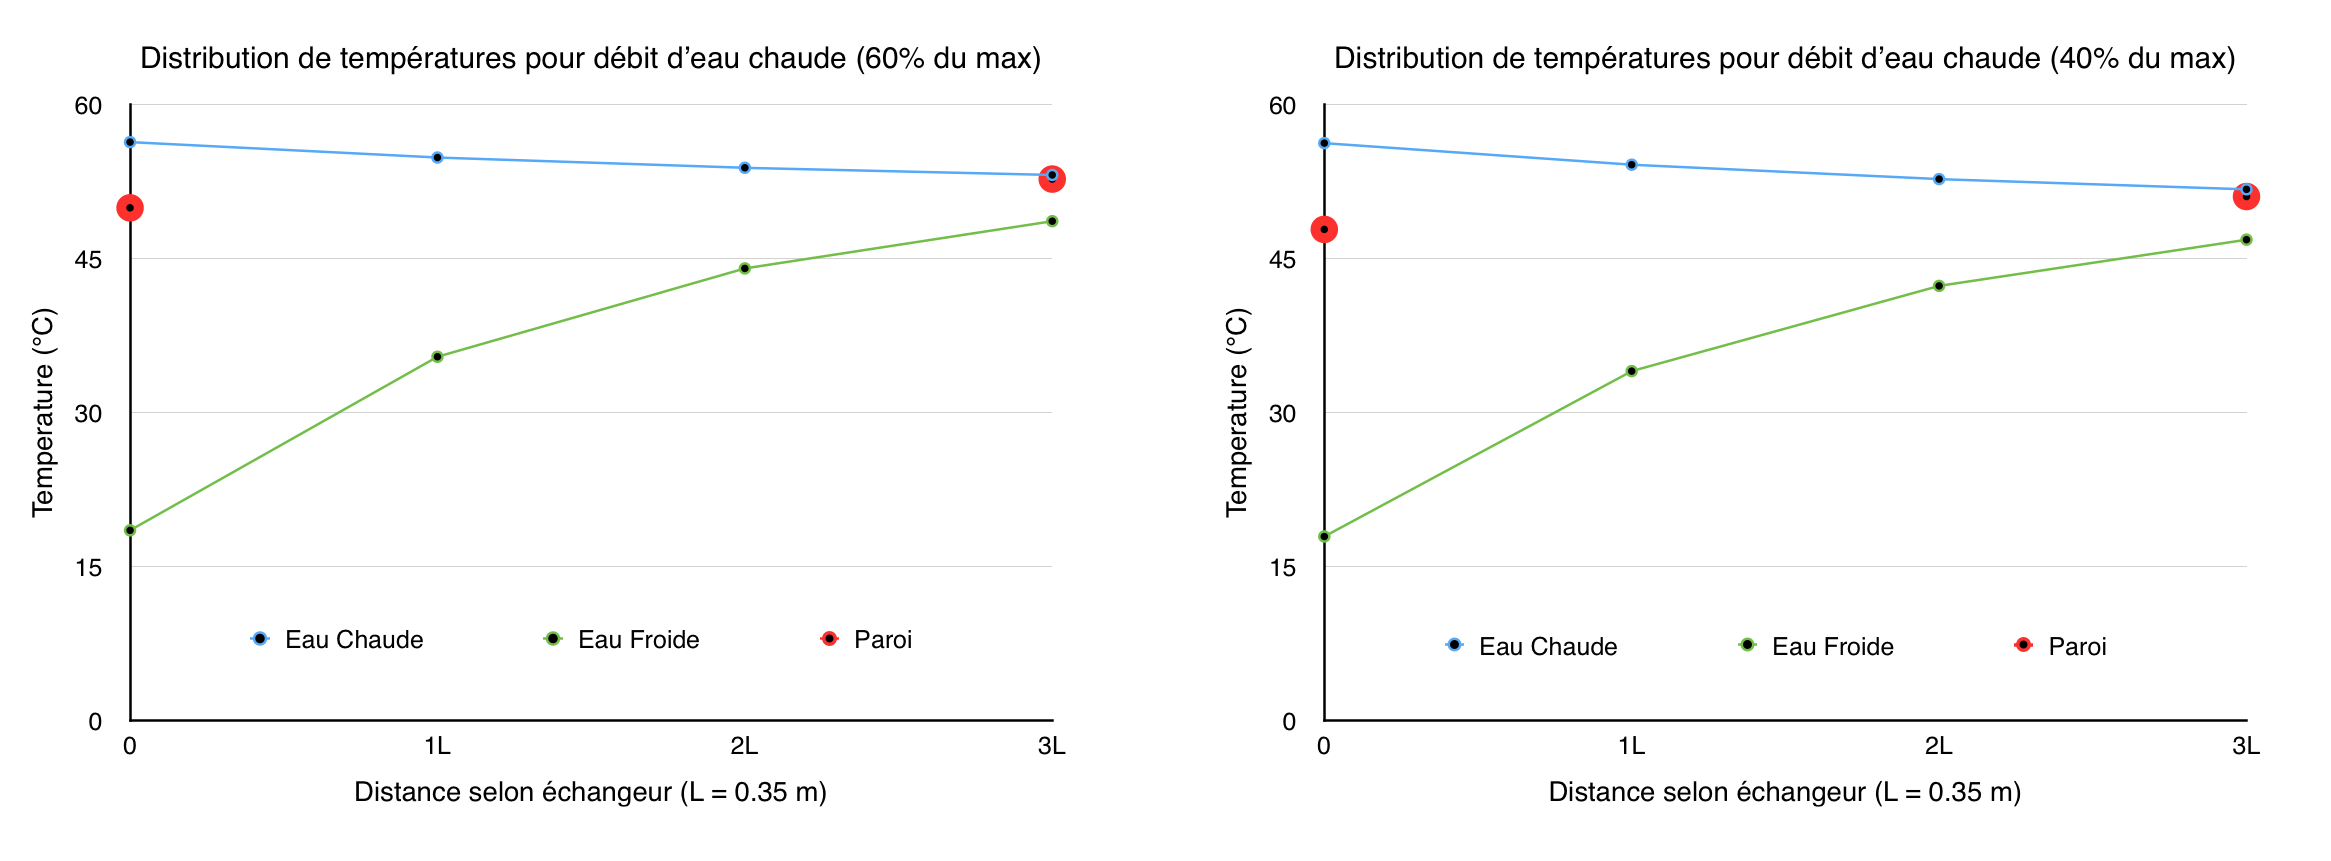 Distribution de températures pour débit d’eau chaude (60% du max)
60
45
30
15
0
Temperature (°C)
Eau Chaude
Eau Froide
Paroi
0
1L
2L
3L
Distance selon échangeur (L = 0.35 m)
Distribution de températures pour débit d’eau chaude (40% du max)
60
45
30
15
0
Temperature (°C)
Eau Chaude
Eau Froide
Paroi
0
1L
2L
3L
Distance selon échangeur (L = 0.35 m)